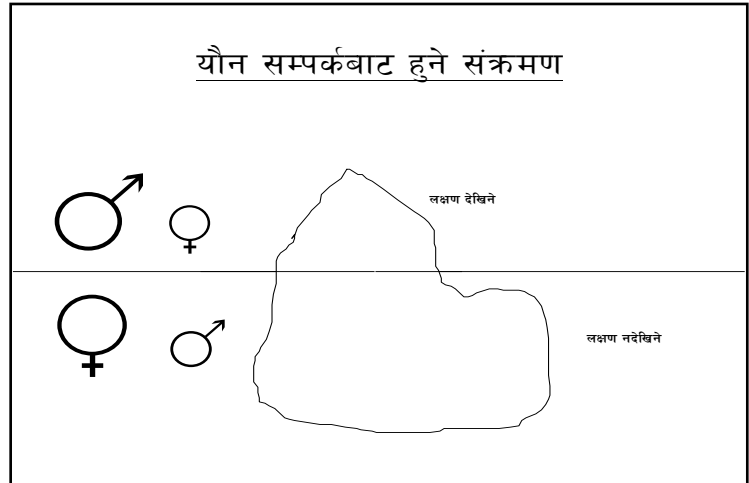 यौन सम्पर्कबाट हुने संक्रमण
लक्षण देखिने
लक्षण नदेखिने